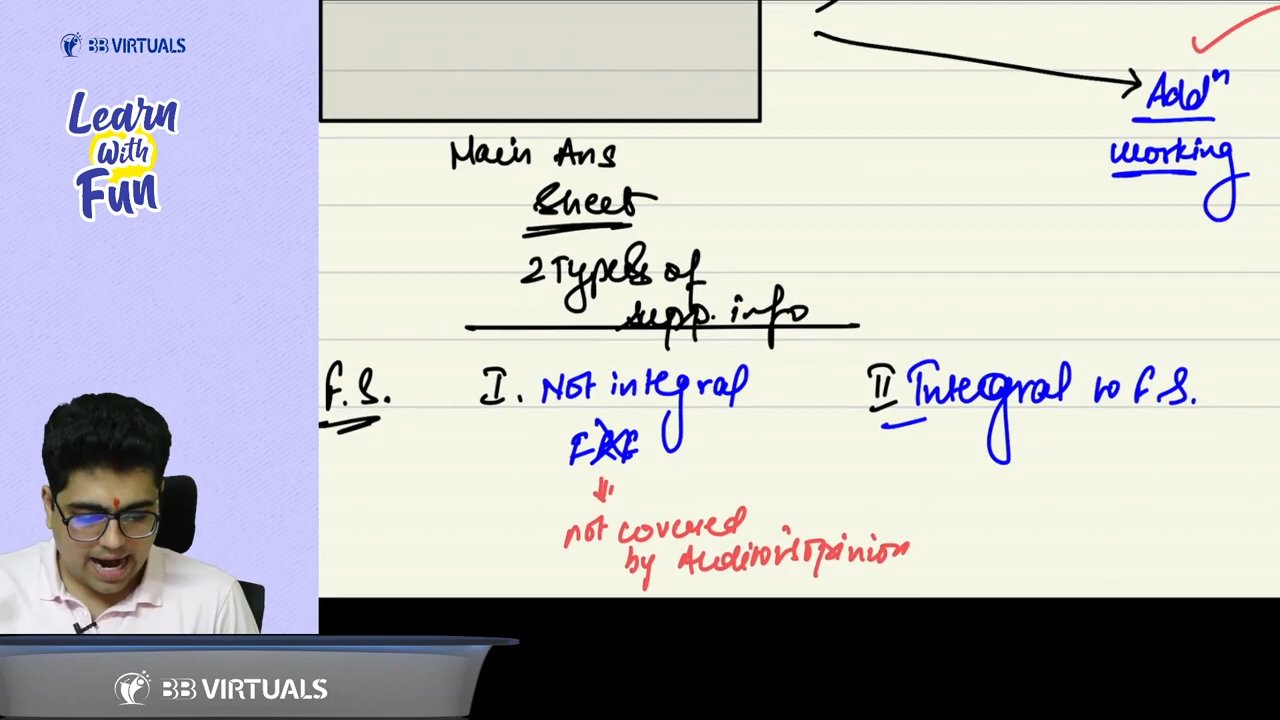 BB VIRTUALS
Learn
With
Fun
Addⁿ
working
Main Ans
Sheet
2 Types of
supp. info
F.S.
I. Not integral
II Integral to F.S.
not covered
by Auditor's opinion
BB VIRTUALS